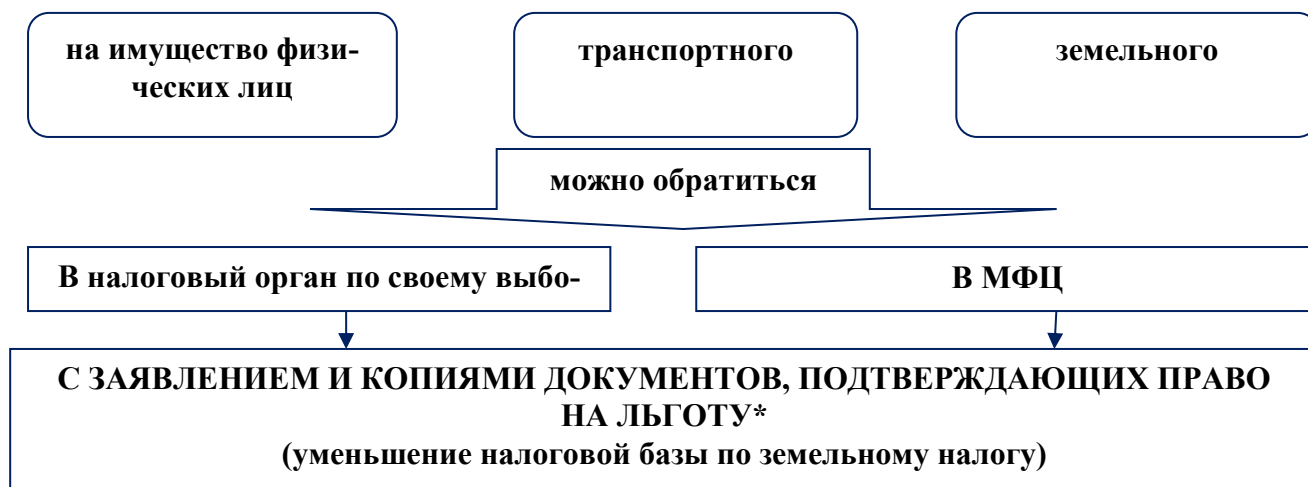 на имущество физи-
ческих лиц
транспортного
земельного
можно обратиться
В налоговый орган по своему выбо-
В МФЦ
С ЗАЯВЛЕНИЕМ И КОПИЯМИ ДОКУМЕНТОВ, ПОДТВЕРЖДАЮЩИХ ПРАВО
НА ЛЬГОТУ*
(уменьшение налоговой базы по земельному налогу)